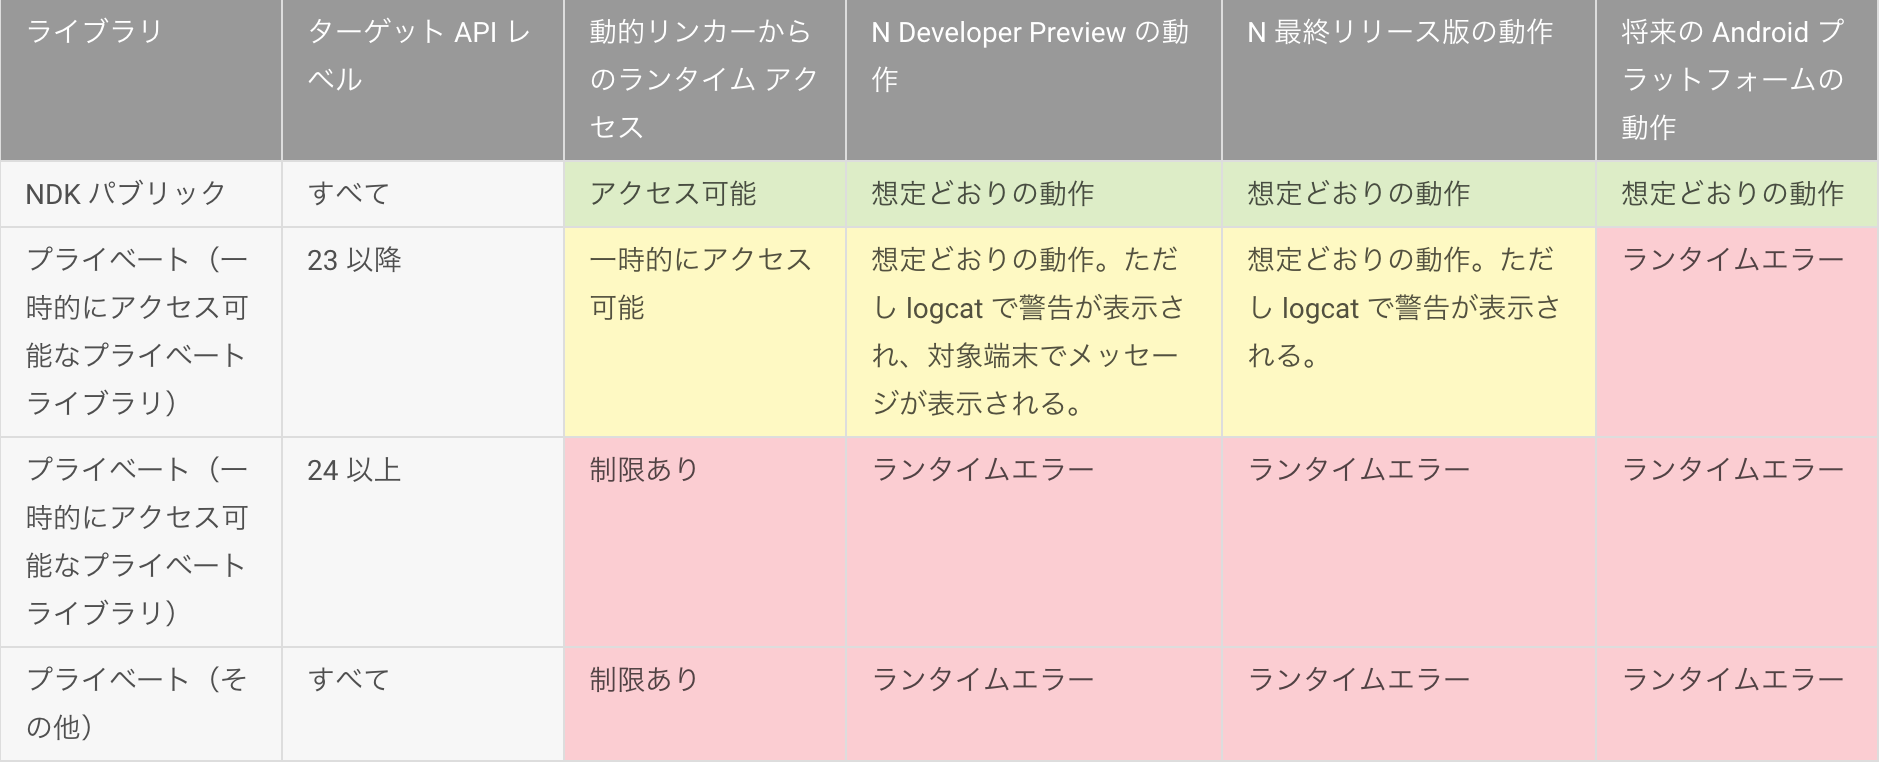 ライブラリ
ターゲット API レ
ベル
動的リンカーから
のランタイム アク
セス
N Developer Preview の動
作
N 最終リリース版の動作
将来の Android プ
ラットフォームの
動作
NDK パブリック
すべて
アクセス可能
想定どおりの動作
想定どおりの動作
想定どおりの動作
プライベート（一
時的にアクセス可
能なプライベート
ライブラリ）
23 以降
一時的にアクセス
可能
想定どおりの動作。ただ
し logcat で警告が表示さ
れ、対象端末でメッセー
ジが表示される。
想定どおりの動作。ただ
し logcat で警告が表示さ
れる。
ランタイムエラー
プライベート（一
時的にアクセス可
能なプライベート
ライブラリ）
24 以上
制限あり
ランタイムエラー
ランタイムエラー
ランタイムエラー
プライベート（そ
の他）
すべて
制限あり
ランタイムエラー
ランタイムエラー
ランタイムエラー